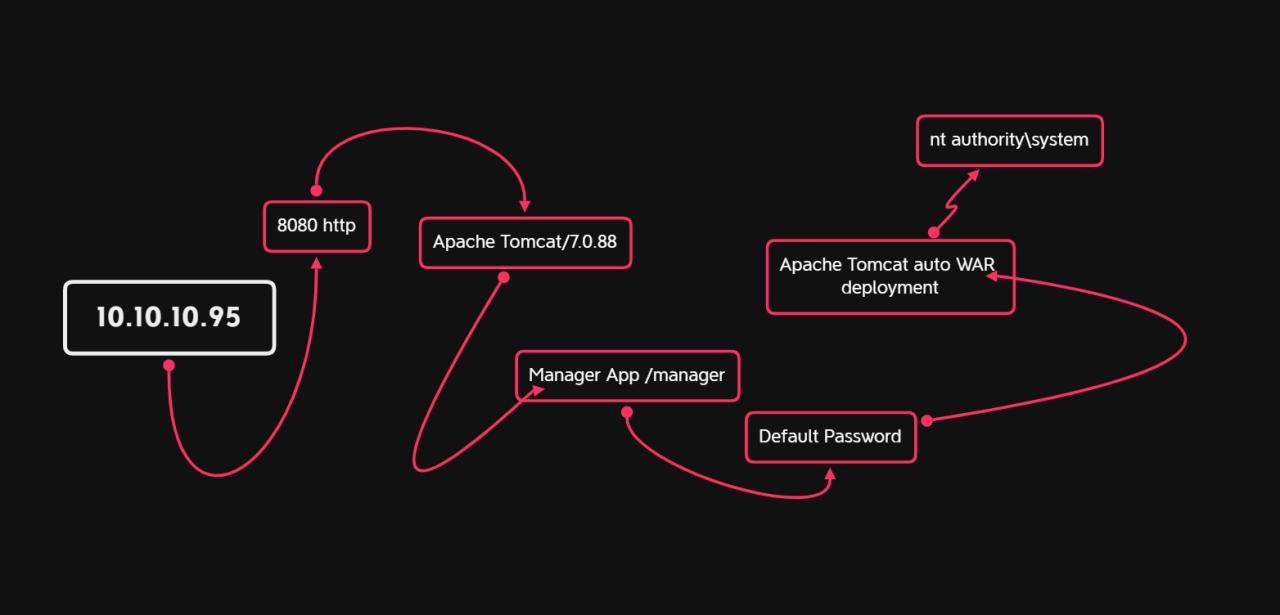 10.10.10.95
8080 http
Apache Tomcat/7.0.88
Manager App /manager
Default Password
Apache Tomcat auto WAR
deployment
nt authority\system